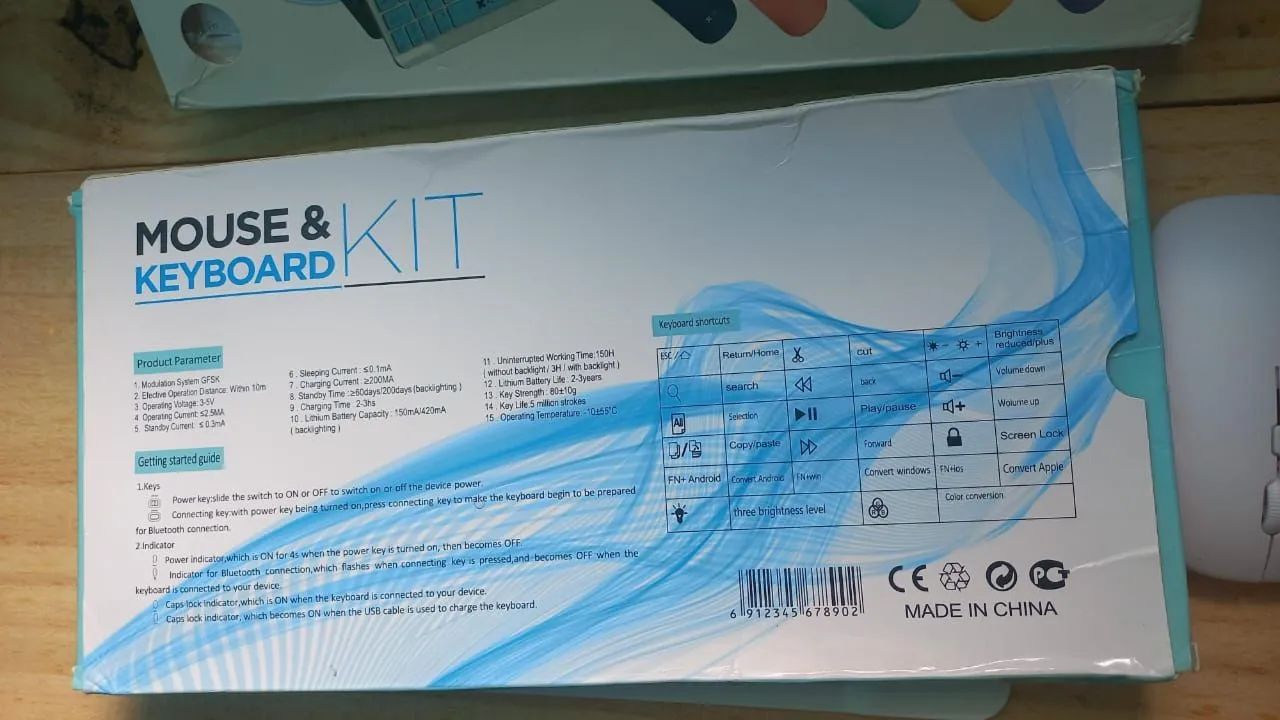 MOUSE &
KEYBOARD
KIT
Product Parameter
1. Modulation System GFSK
2. Elective Operation Distance: Within 10m
3. Operating Voltage: 3-5V
4. Operating Current: ≤2.5MA
5. Standby Current: ≤ 0.3mA
6 . Sleeping Current : ≤0.1mA
7 . Charging Current : ≥200MA
8. Standby Time :≥60days/200days (backlighting )
9 . Charging Time : 2-3hs
10 . Lithium Battery Capacity : 150mA/420mA
( backlighting )
11 . Uninterrupted Working Time:150H
( without backlight / 3H / with backlight )
12 . Lithium Battery Life : 2-3years
13 . Key Strength : 80±10g
14 . Key Life:5 million strokes
15 . Operating Temperature : -10±55°C
Getting started guide
1.Keys
Power key:slide the switch to ON or OFF to switch on or off the device power.
Connecting key:with power key being turned on,press connecting key to make the keyboard begin to be prepared
for Bluetooth connection.
2.Indicator
Power indicator,which is ON for 4s when the power key is turned on, then becomes OFF.
Indicator for Bluetooth connection,which flashes when connecting key is pressed,and becomes OFF when the
keyboard is connected to your device.
Caps lock indicator,which is ON when the keyboard is connected to your device.
Caps lock indicator, which becomes ON when the USB cable is used to charge the keyboard.
Keyboard shortcuts
ESC/ Return/Home cut - + Brightness reduced/plus
search back - Volume down
All Selection Play/pause + Wolume up
/ Copy/paste Forward Screen Lock
FN+ Android Convert Android FN+win Convert windows FN+ios Convert Apple
three brightness level Color conversion
6 912345 678902
CE
MADE IN CHINA